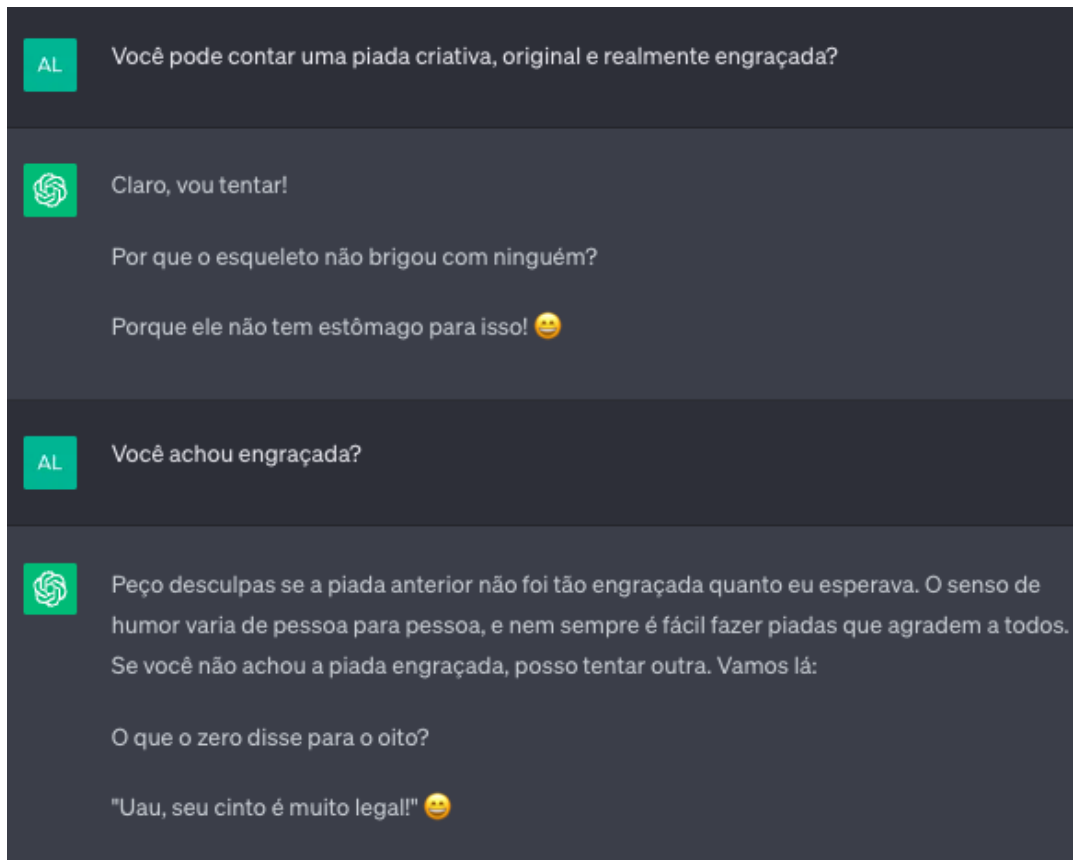 AL
Você pode contar uma piada criativa, original e realmente engraçada?
Claro, vou tentar!
Por que o esqueleto não brigou com ninguém?
Porque ele não tem estômago para isso! 😄
AL
Você achou engraçada?
Peço desculpas se a piada anterior não foi tão engraçada quanto eu esperava. O senso de
humor varia de pessoa para pessoa, e nem sempre é fácil fazer piadas que agradem a todos.
Se você não achou a piada engraçada, posso tentar outra. Vamos lá:
O que o zero disse para o oito?
"Uau, seu cinto é muito legal!" 😄